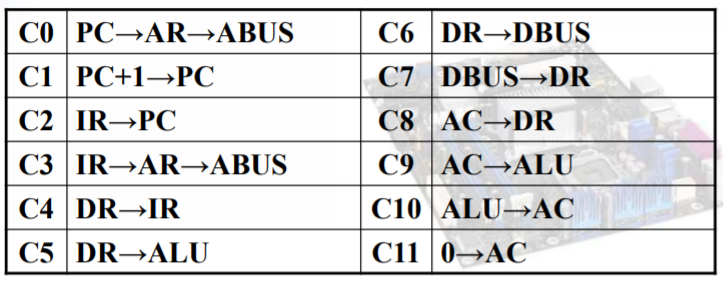 C0 PC→AR→ABUS C6 DR→DBUS
C1 PC+1→PC C7 DBUS→DR
C2 IR→PC C8 AC→DR
C3 IR→AR→ABUS C9 AC→ALU
C4 DR→IR C10 ALU→AC
C5 DR→ALU C11 0→AC